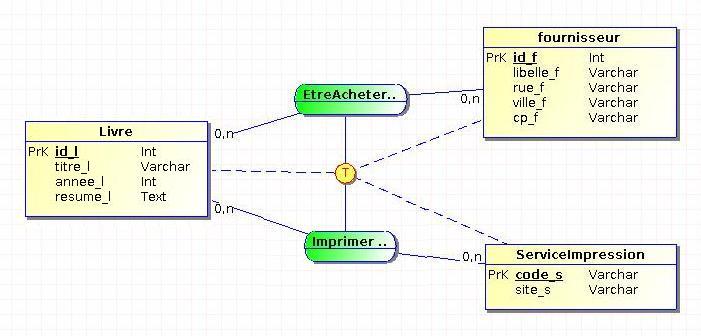 fournisseur
PrK id_f Int
libelle_f Varchar
rue_f Varchar
ville_f Varchar
cp_f Varchar
EtreAcheter..
0,n
0,n
Livre
PrK id_l Int
titre_l Varchar
annee_l Int
resume_l Text
T
0,n
Imprimer ..
0,n
ServiceImpression
PrK code_s Varchar
site_s Varchar